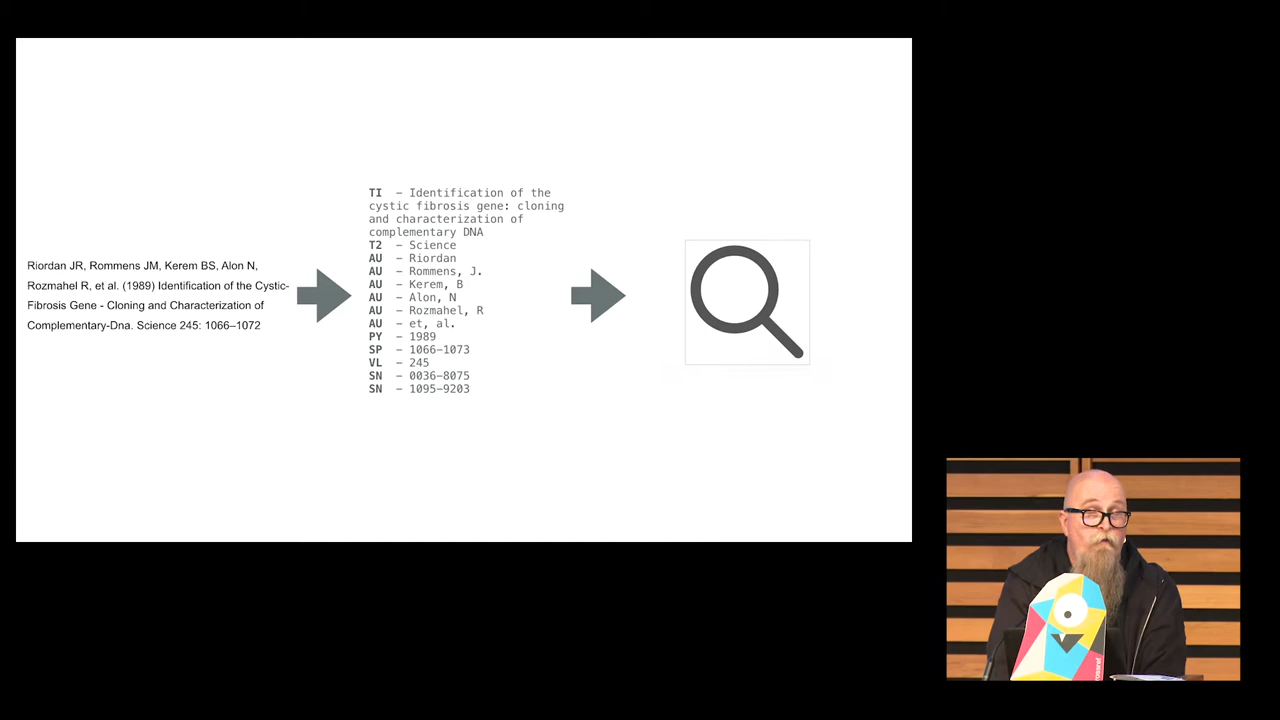 Riordan JR, Rommens JM, Kerem BS, Alon N,
Rozmahel R, et al. (1989) Identification of the Cystic-
Fibrosis Gene - Cloning and Characterization of
Complementary-Dna. Science 245: 1066–1072
TI – Identification of the
cystic fibrosis gene: cloning
and characterization of
complementary DNA
T2 – Science
AU – Riordan
AU – Rommens, J.
AU – Kerem, B
AU – Alon, N
AU – Rozmahel, R
AU – et, al.
PY – 1989
SP – 1066–1073
VL – 245
SN – 0036–8075
SN – 1095–9203